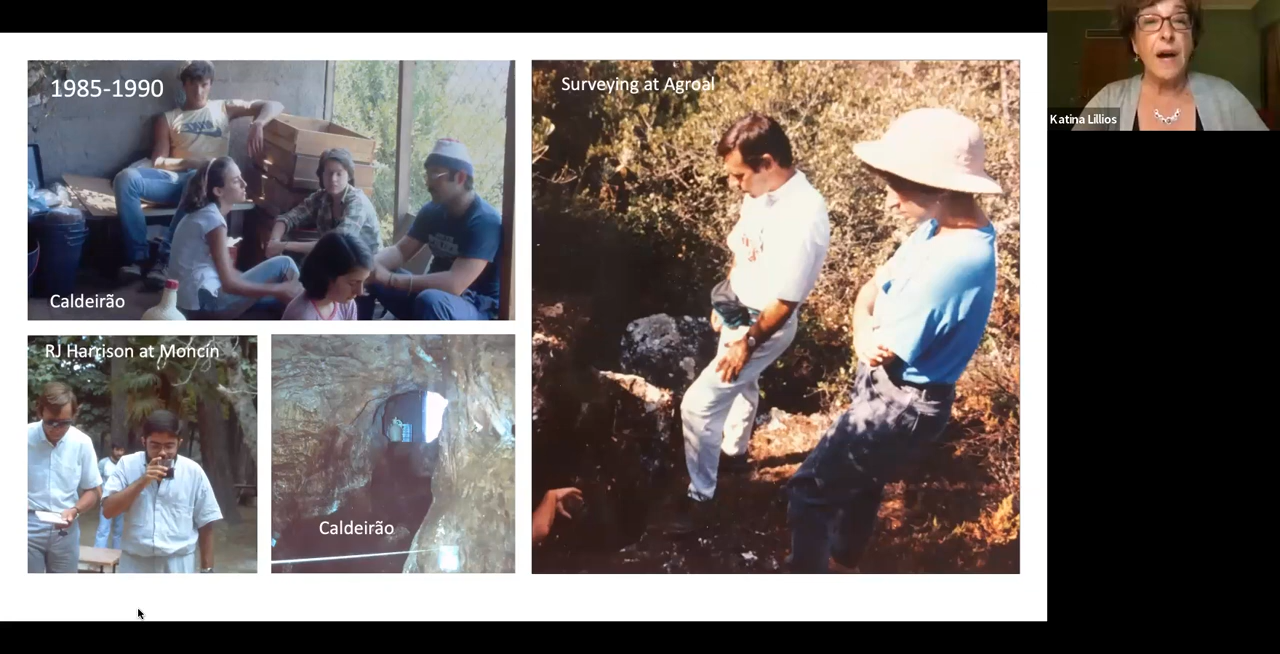 1985-1990
Caldeirão
Surveying at Agroal
RJ Harrison at Moncín
Caldeirão
Katina Lillios